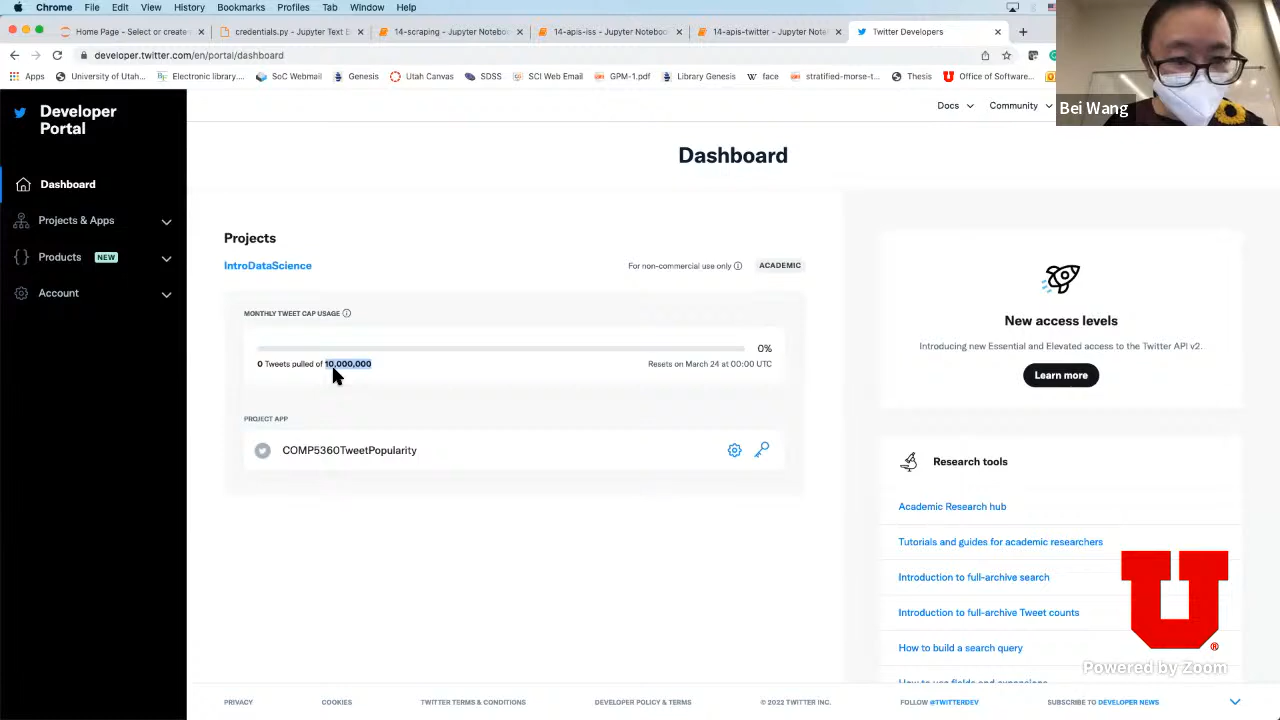 Chrome File Edit View History Bookmarks Profiles Tab Window Help
Home Page - Select or create
credentials.py - Jupyter Text E
14-scraping - Jupyter Notebook
14-apis-iss - Jupyter Notebook
14-apis-twitter - Jupyter Note
Twitter Developers
developer.twitter.com/en/portal/dashboard
Apps
University of Utah...
Electronic library....
SoC Webmail
Genesis
Utah Canvas
SDSS
SCI Web Email
GPM-1.pdf
Library Genesis
face
stratified-morse-t...
Thesis
Office of Software...
Bei Wang
Developer
Portal
Docs
Community
Dashboard
Dashboard
Projects & Apps
Products NEW
Account
Projects
IntroDataScience
For non-commercial use only
ACADEMIC
MONTHLY TWEET CAP USAGE
0%
0 Tweets pulled of 10,000,000
Resets on March 24 at 00:00 UTC
PROJECT APP
COMP5360TweetPopularity
New access levels
Introducing new Essential and Elevated access to the Twitter API v2.
Learn more
Research tools
Academic Research hub
Tutorials and guides for academic researchers
Introduction to full-archive search
Introduction to full-archive Tweet counts
How to build a search query
How to use fields and expansions
U ®
Powered by Zoom
PRIVACY
COOKIES
TWITTER TERMS & CONDITIONS
DEVELOPER POLICY & TERMS
© 2022 TWITTER INC.
FOLLOW @TWITTERDEV
SUBSCRIBE TO DEVELOPER NEWS